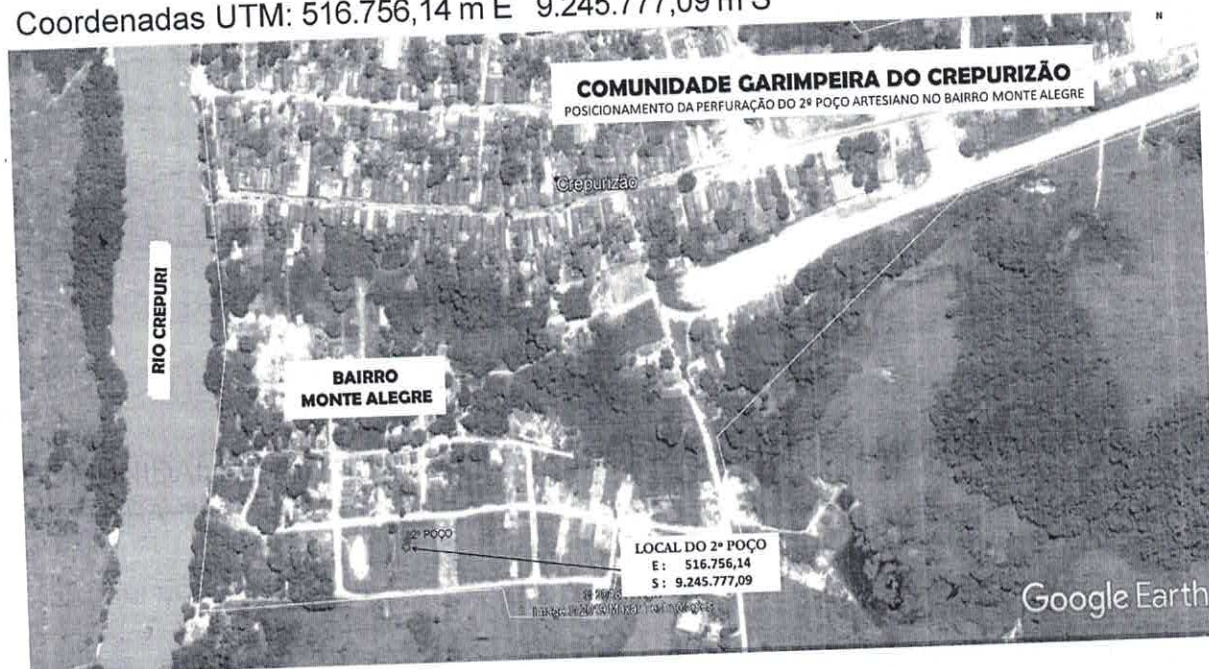 Coordenadas UTM: 516.756,14 m E 9.245.777,09 m S
N
COMUNIDADE GARIMPEIRA DO CREPURIZÃO
POSICIONAMENTO DA PERFURAÇÃO DO 2º POÇO ARTESIANO NO BAIRRO MONTE ALEGRE
Crepurizão
RIO CREPURI
BAIRRO
MONTE ALEGRE
2º POÇO
LOCAL DO 2º POÇO
E: 516.756,14
S: 9.245.777,09
Google Earth